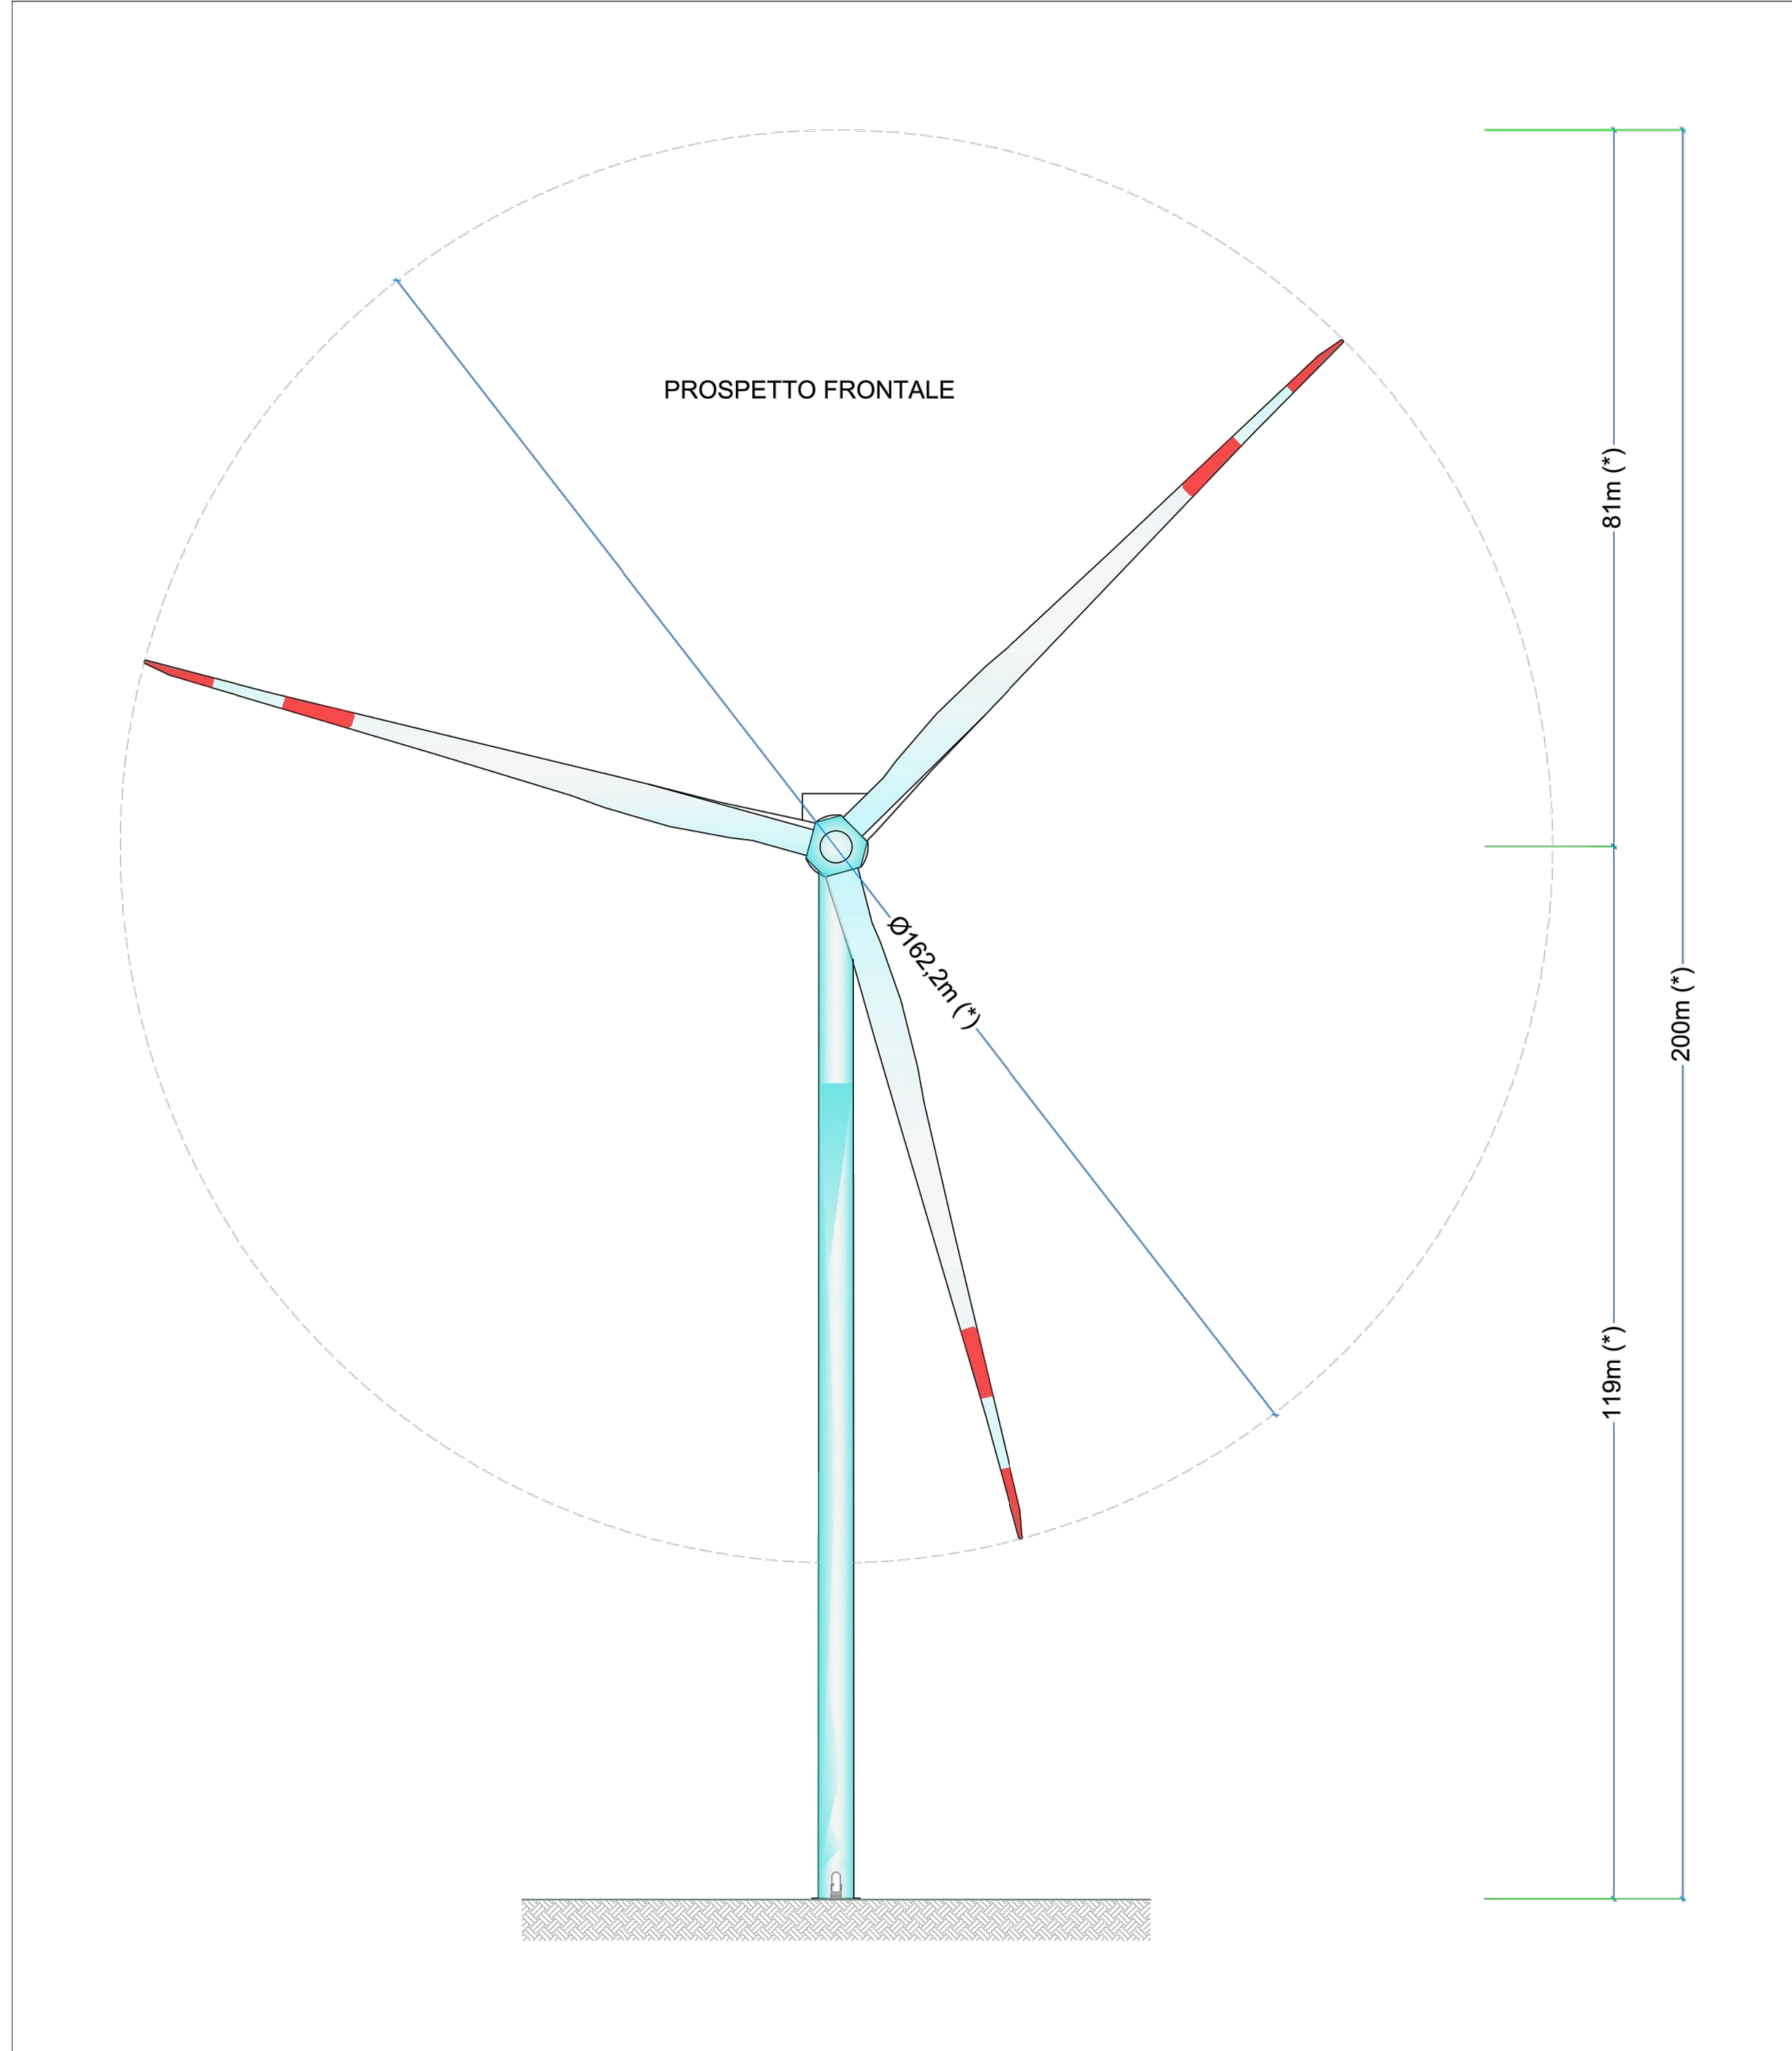 PROSPETTO FRONTALE
81m (*)
Ø162,2m (*)
200m (*)
119m (*)